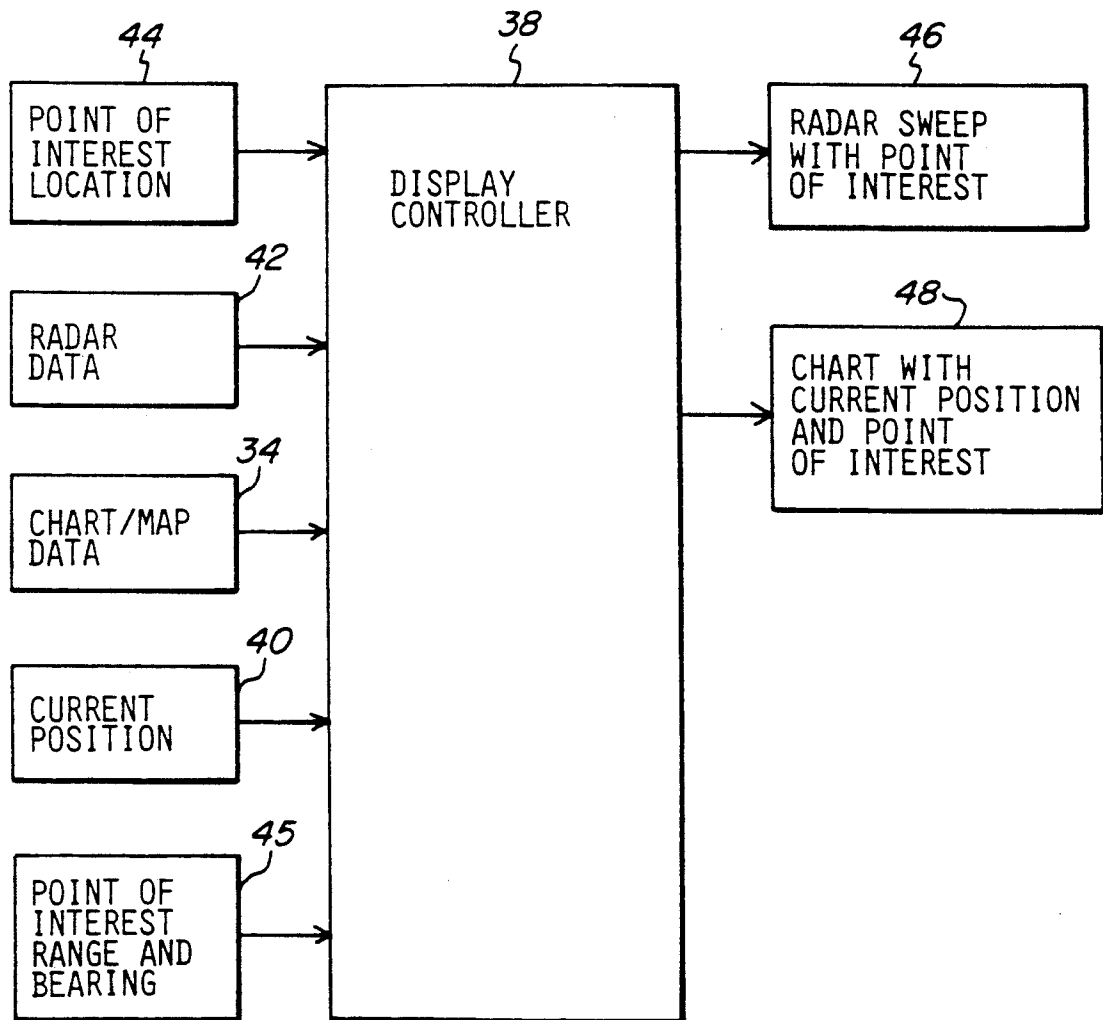 44
POINT OF
INTEREST
LOCATION
42
RADAR
DATA
34
CHART/MAP
DATA
40
CURRENT
POSITION
45
POINT OF
INTEREST
RANGE AND
BEARING
38
DISPLAY
CONTROLLER
46
RADAR SWEEP
WITH POINT
OF INTEREST
48
CHART WITH
CURRENT POSITION
AND POINT
OF INTEREST